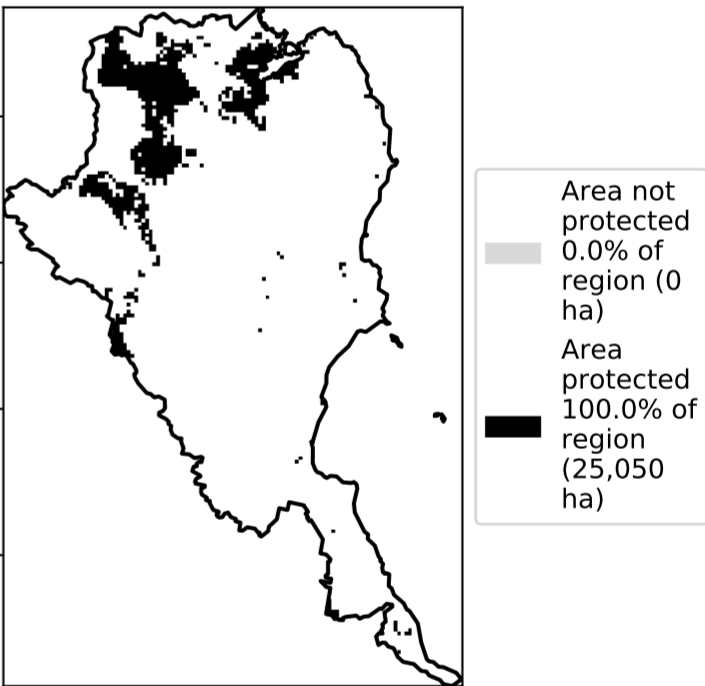 Area not
protected
0.0% of
region (0
ha)
Area
protected
100.0% of
region
(25,050
ha)